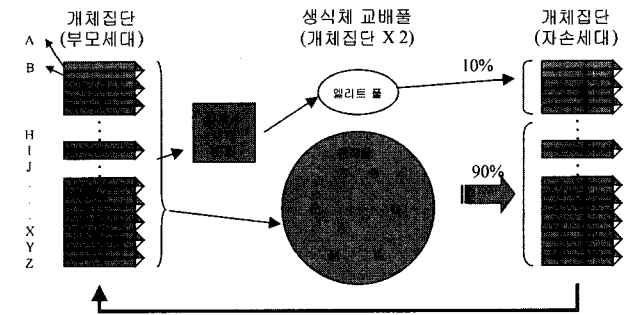 개체집단
(부모세대)
생식체 교배풀
(개체집단 X 2)
개체집단
(자손세대)
A
B
엘리트 풀
10%
H
I
J
90%
X
Y
Z